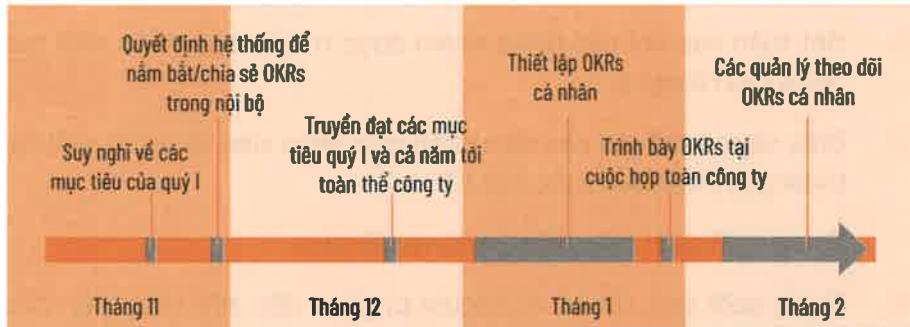 Quyết định hệ thống để
nắm bắt/chia sẻ OKRs
trong nội bộ
Suy nghĩ về các
mục tiêu của quý I
Truyền đạt các mục
tiêu quý I và cả năm tới
toàn thể công ty
Thiết lập OKRs
cá nhân
Trình bày OKRs tại
cuộc họp toàn công ty
Các quản lý theo dõi
OKRs cá nhân
Tháng 11
Tháng 12
Tháng 1
Tháng 2